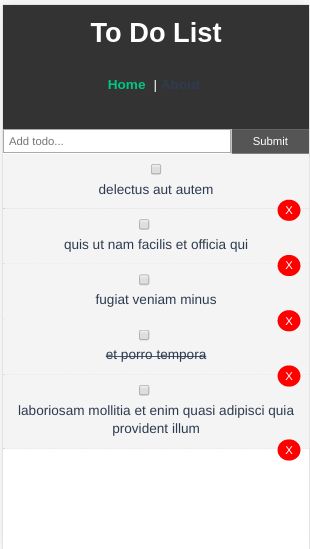 To Do List
Home | About
Add todo... Submit
delectus aut autem
X
quis ut nam facilis et officia qui
X
fugiat veniam minus
X
et porro tempora
X
laboriosam mollitia et enim quasi adipisci quia
provident illum
X